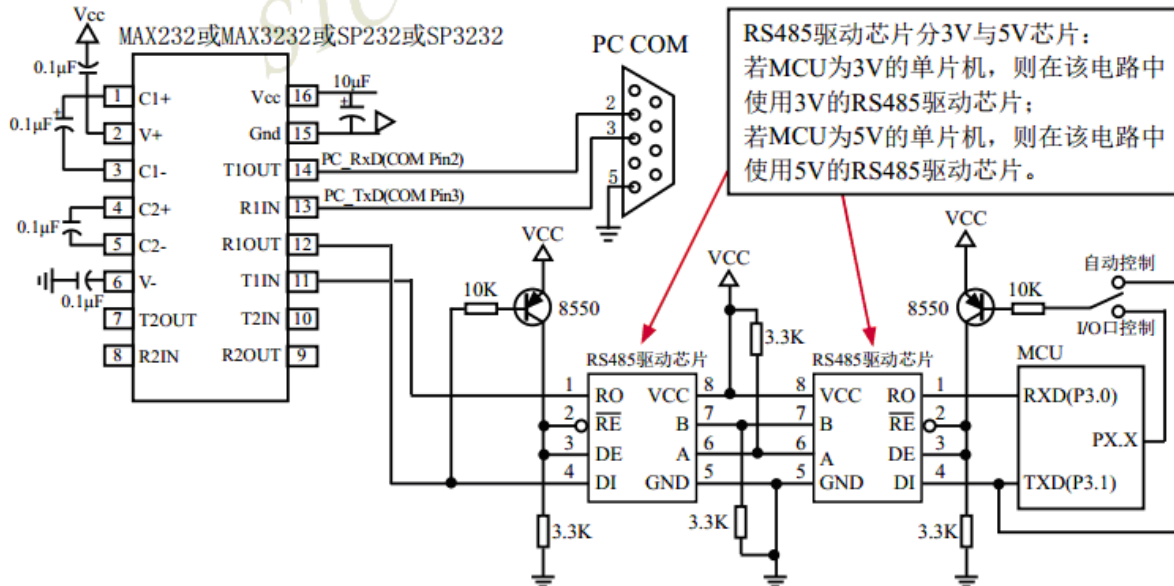 STC
Vcc
MAX232或MAX3232或SP232或SP3232
0.1μF
0.1μF
1 C1+
2 V+
3 C1-
4 C2+
5 C2-
6 V-
7 T2OUT
8 R2IN
0.1μF
0.1μF
Vcc 16
Gnd 15
T1OUT 14
R1IN 13
R1OUT 12
T1IN 11
T2IN 10
R2OUT 9
10μF
PC_RxD(COM Pin2)
PC_TxD(COM Pin3)
PC COM
2
3
5
RS485驱动芯片分3V与5V芯片：
若MCU为3V的单片机，则在该电路中
使用3V的RS485驱动芯片；
若MCU为5V的单片机，则在该电路中
使用5V的RS485驱动芯片。
VCC
10K
8550
VCC
3.3K
VCC
8550
10K
自动控制
I/O口控制
RS485驱动芯片
1 RO VCC 8
2 RE B 7
3 DE A 6
4 DI GND 5
3.3K
3.3K
RS485驱动芯片
8 VCC RO 1
7 B RE 2
6 A DE 3
5 GND DI 4
3.3K
MCU
RXD(P3.0)
PX.X
TXD(P3.1)